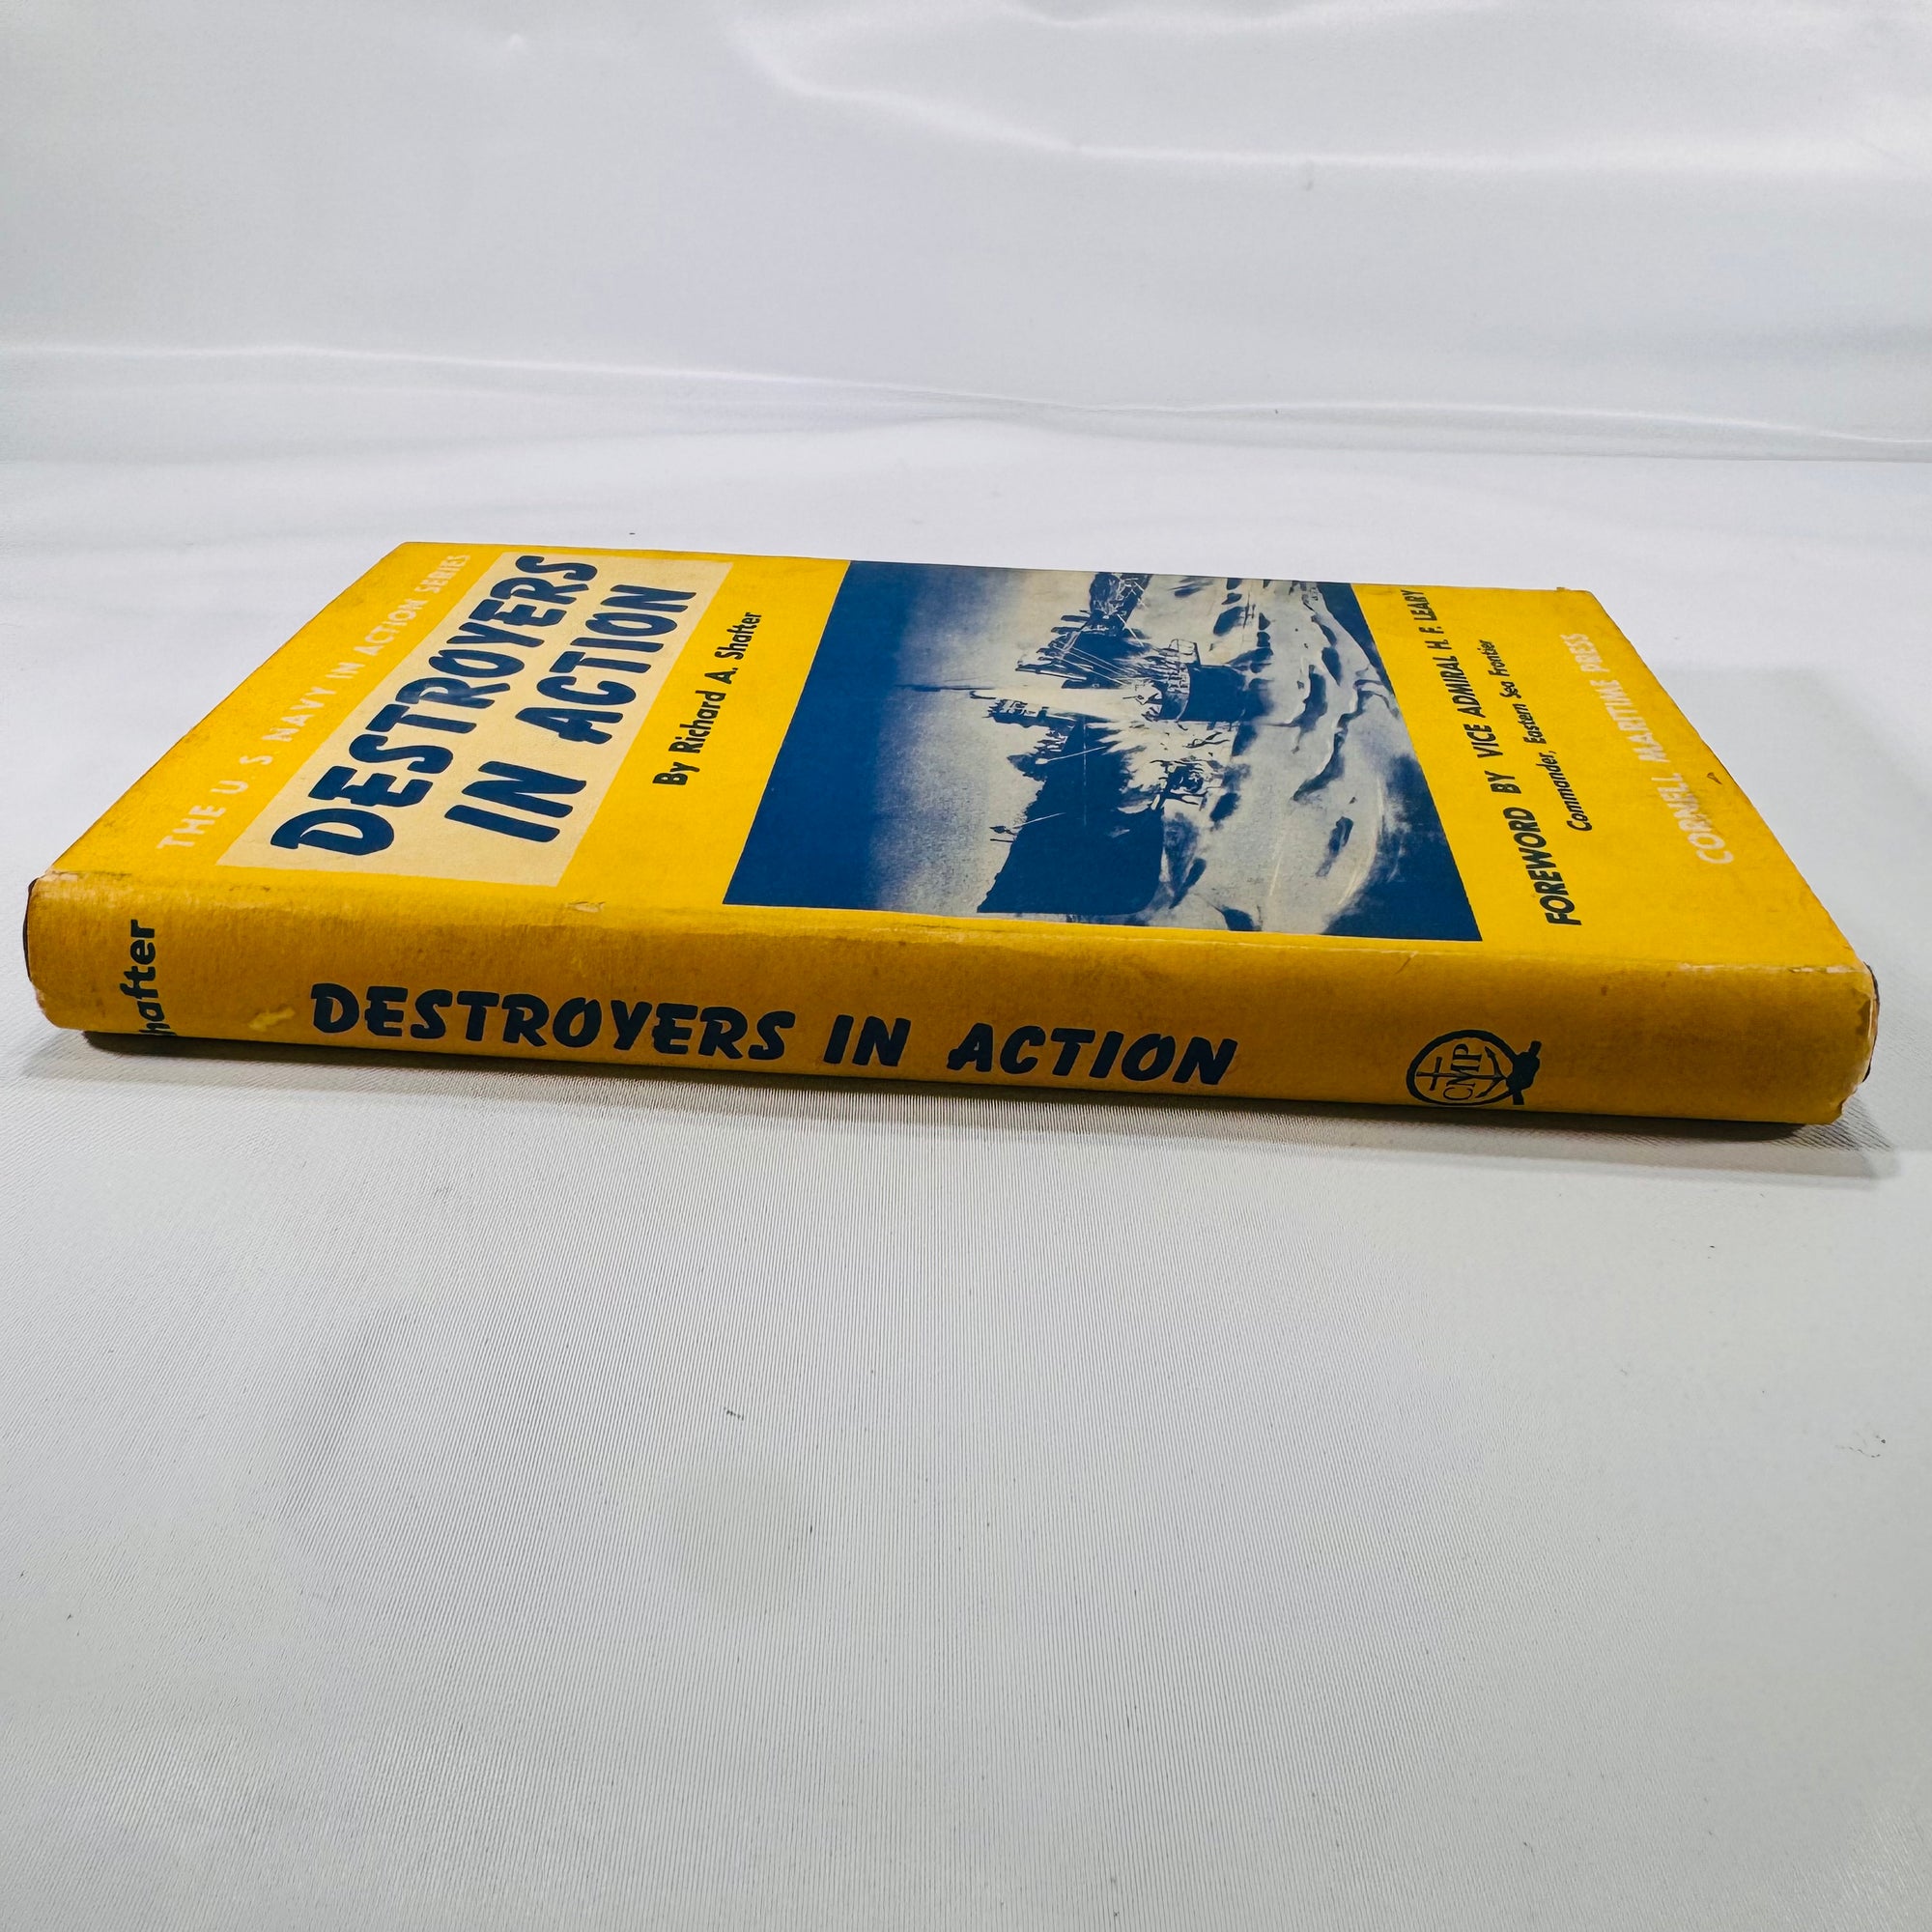 THE U S NAVY IN ACTION SERIES
DESTROYERS
IN ACTION
By Richard A. Shafter
FOREWORD BY VICE ADMIRAL H. F. LEARY
Commander, Eastern Sea Frontier
CORNELL MARITIME PRESS
hafter
DESTROYERS IN ACTION
CMP